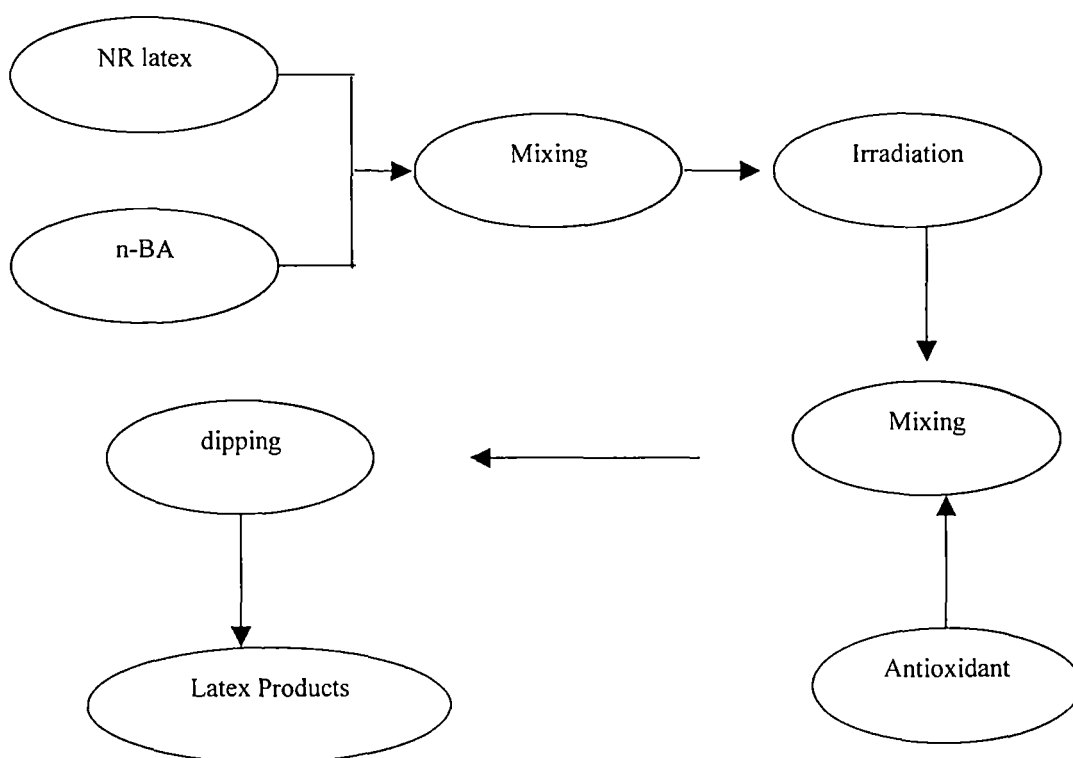 NR latex
n-BA
Mixing
Irradiation
Mixing
Antioxidant
dipping
Latex Products